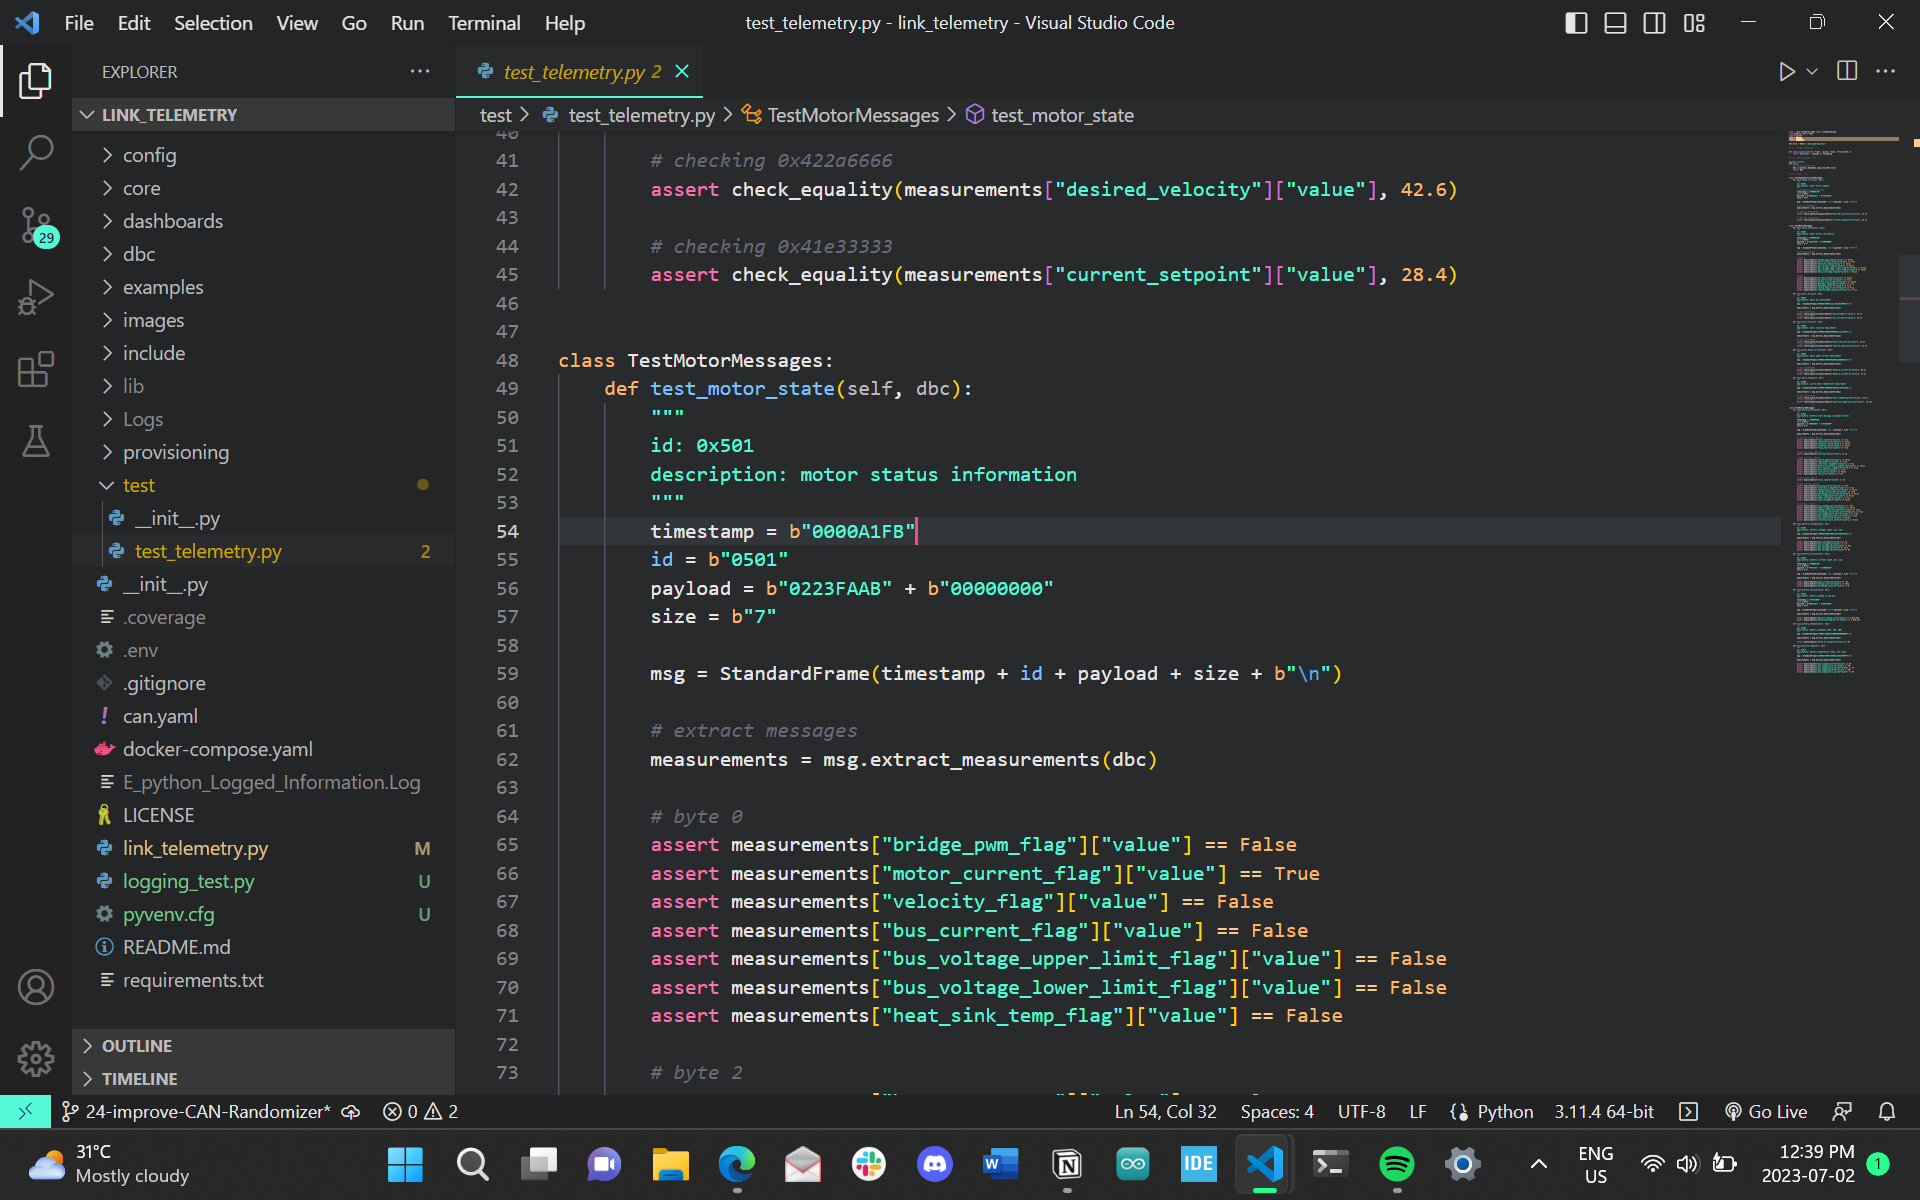 File Edit Selection View Go Run Terminal Help
test_telemetry.py - link_telemetry - Visual Studio Code
EXPLORER
LINK_TELEMETRY
config
core
dashboards
dbc
examples
images
include
lib
Logs
provisioning
test
__init__.py
test_telemetry.py 2
__init__.py
.coverage
.env
.gitignore
! can.yaml
docker-compose.yaml
E_python_Logged_Information.Log
LICENSE
link_telemetry.py M
logging_test.py U
pyvenv.cfg U
README.md
requirements.txt
OUTLINE
TIMELINE
29
test_telemetry.py 2
test > test_telemetry.py > TestMotorMessages > test_motor_state
40
41 # checking 0x422a6666
42 assert check_equality(measurements["desired_velocity"]["value"], 42.6)
43
44 # checking 0x41e33333
45 assert check_equality(measurements["current_setpoint"]["value"], 28.4)
46
47
48 class TestMotorMessages:
49 def test_motor_state(self, dbc):
50 """
51 id: 0x501
52 description: motor status information
53 """
54 timestamp = b"0000A1FB"
55 id = b"0501"
56 payload = b"0223FAAB" + b"00000000"
57 size = b"7"
58
59 msg = StandardFrame(timestamp + id + payload + size + b"\n")
60
61 # extract messages
62 measurements = msg.extract_measurements(dbc)
63
64 # byte 0
65 assert measurements["bridge_pwm_flag"]["value"] == False
66 assert measurements["motor_current_flag"]["value"] == True
67 assert measurements["velocity_flag"]["value"] == False
68 assert measurements["bus_current_flag"]["value"] == False
69 assert measurements["bus_voltage_upper_limit_flag"]["value"] == False
70 assert measurements["bus_voltage_lower_limit_flag"]["value"] == False
71 assert measurements["heat_sink_temp_flag"]["value"] == False
72
73 # byte 2
24-improve-CAN-Randomizer* 0 2
Ln 54, Col 32 Spaces: 4 UTF-8 LF Python 3.11.4 64-bit Go Live
31°C
Mostly cloudy
W
N
IDE
ENG
US
12:39 PM
2023-07-02
1